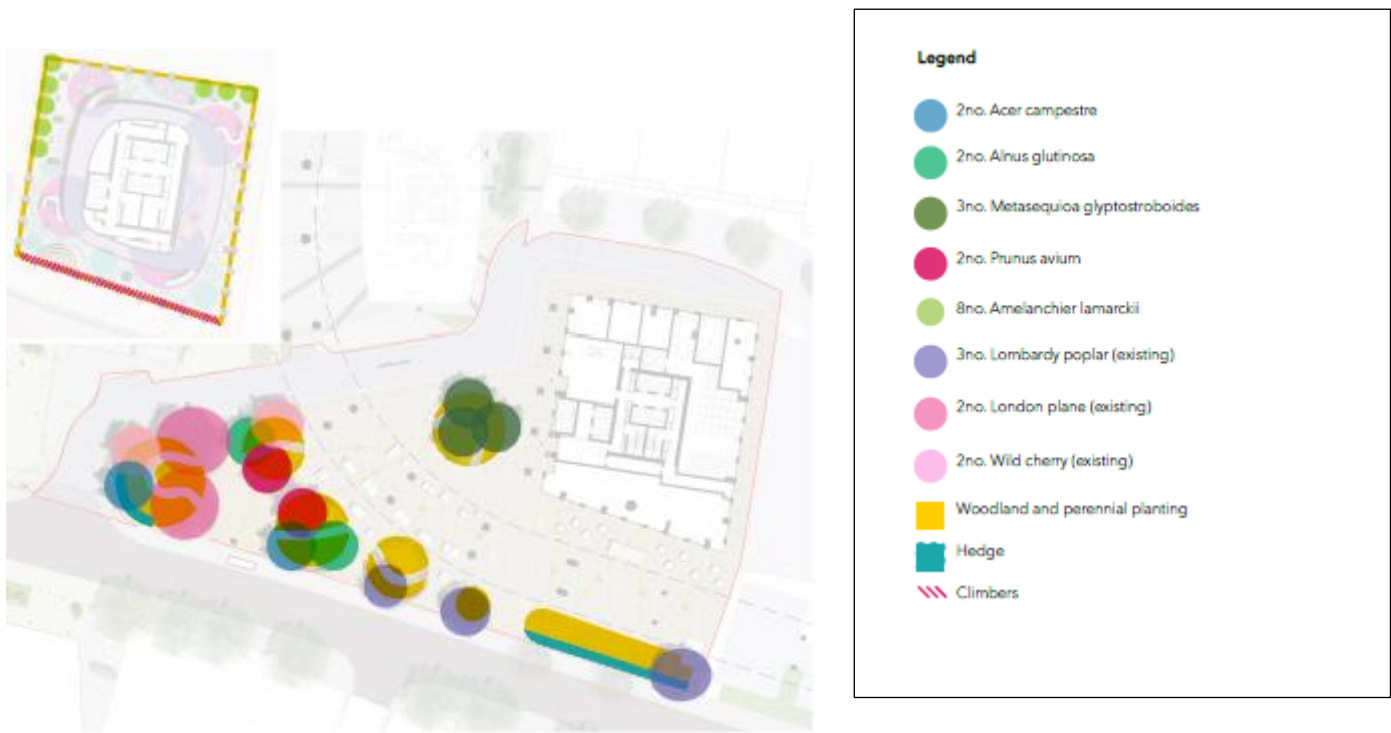 Legend
2no. Acer campestre
2no. Alnus glutinosa
3no. Metasequioa glyptostroboides
2no. Prunus avium
8no. Amelanchier lamarckii
3no. Lombardy poplar (existing)
2no. London plane (existing)
2no. Wild cherry (existing)
Woodland and perennial planting
Hedge
Climbers